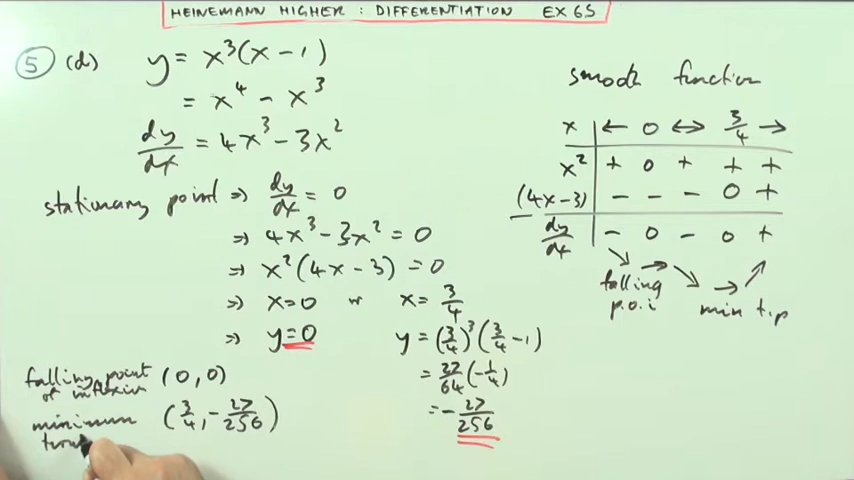 HEINEMANN HIGHER : DIFFERENTIATION EX 6S
5 (d) y = x³(x - 1)
= x⁴ - x³
dy/dx = 4x³ - 3x²
stationary point ⇒ dy/dx = 0
⇒ 4x³ - 3x² = 0
⇒ x²(4x - 3) = 0
⇒ x = 0 or x = 3/4
⇒ y = 0 y = (3/4)³(3/4 - 1)
= 27/64(-1/4)
= -27/256
falling point of inflexion (0, 0)
minimum (3/4, -27/256)
smooth function
x ← 0 ↔ 3/4 →
x² + 0 + + +
(4x - 3) - - - 0 +
dy/dx - 0 - 0 +
↘ → ↘ → ↗
falling p.o.i min t.p